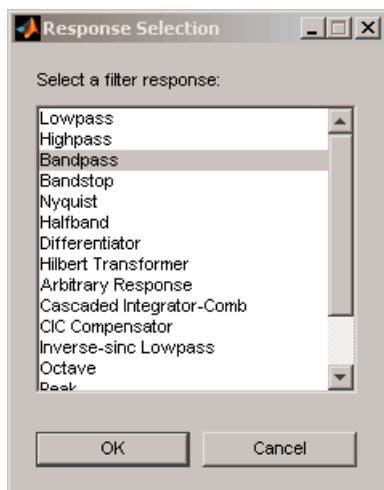 Response Selection
Select a filter response:
Lowpass
Highpass
Bandpass
Bandstop
Nyquist
Halfband
Differentiator
Hilbert Transformer
Arbitrary Response
Cascaded Integrator-Comb
CIC Compensator
Inverse-sinc Lowpass
Octave
Peak
OK Cancel